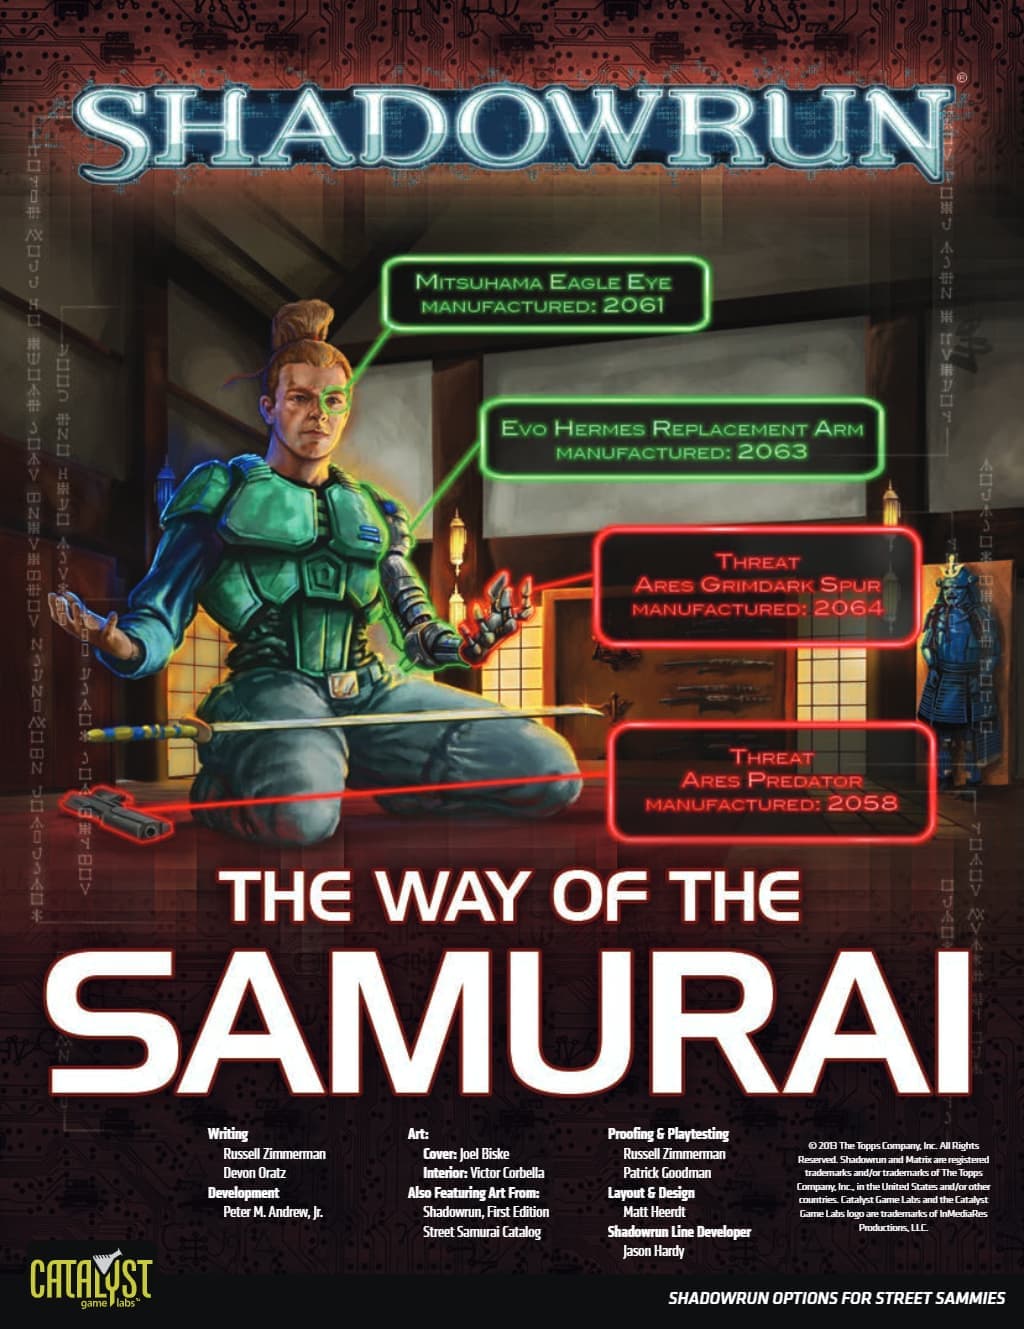 SHADOWRUN®
MITSUHAMA EAGLE EYE
MANUFACTURED: 2061
EVO HERMES REPLACEMENT ARM
MANUFACTURED: 2063
THREAT
ARES GRIMDARK SPUR
MANUFACTURED: 2064
THREAT
ARES PREDATOR
MANUFACTURED: 2058
THE WAY OF THE
SAMURAI
Writing
Russell Zimmerman
Devon Oratz
Development
Peter M. Andrew, Jr.
Art:
Cover: Joel Biske
Interior: Victor Corbella
Also Featuring Art From:
Shadowrun, First Edition
Street Samurai Catalog
Proofing & Playtesting
Russell Zimmerman
Patrick Goodman
Layout & Design
Matt Heerdt
Shadowrun Line Developer
Jason Hardy
© 2013 The Topps Company, Inc. All Rights
Reserved. Shadowrun and Matrix are registered
trademarks and/or trademarks of The Topps
Company, Inc., in the United States and/or other
countries. Catalyst Game Labs and the Catalyst
Game Labs logo are trademarks of InMediaRes
Productions, LLC.
CATALYST
game labs™
SHADOWRUN OPTIONS FOR STREET SAMMIES